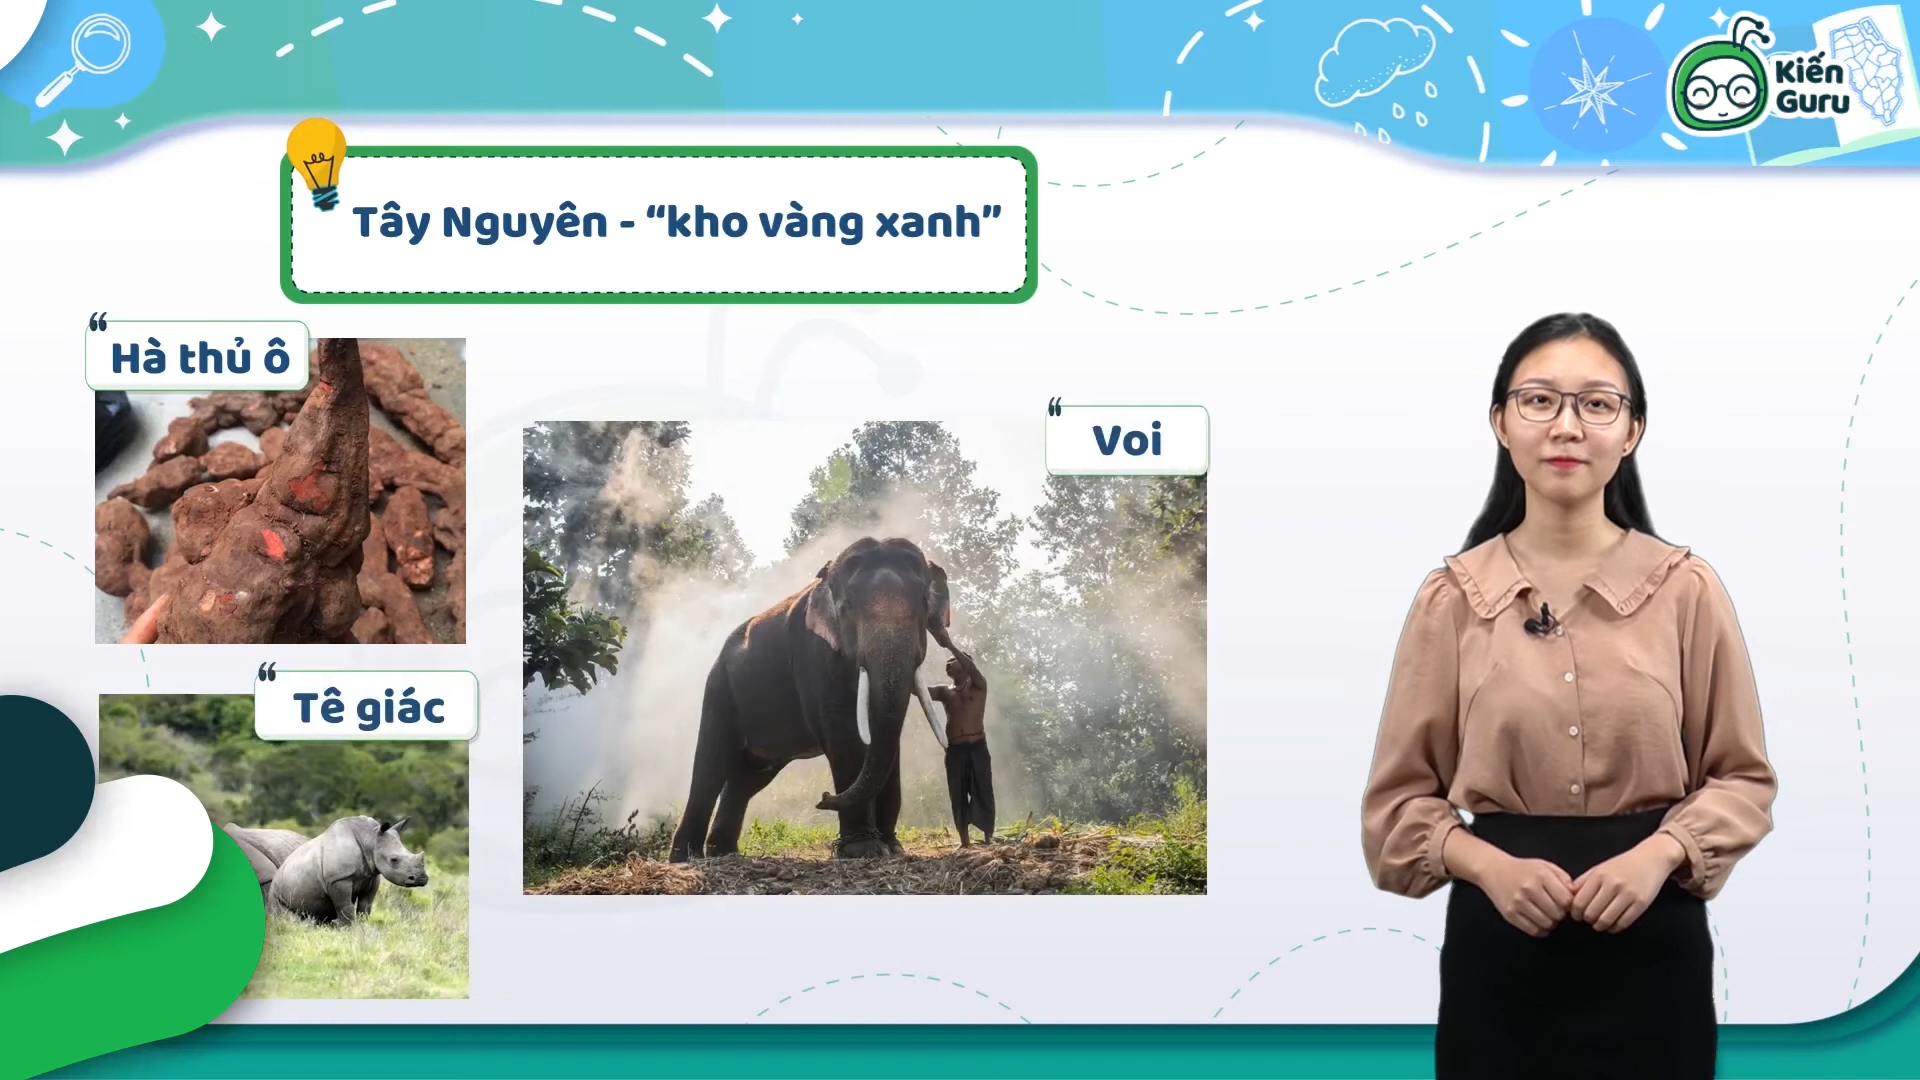 Kiến
Guru
Tây Nguyên - “kho vàng xanh”
“
Hà thủ ô
“
Voi
“
Tê giác